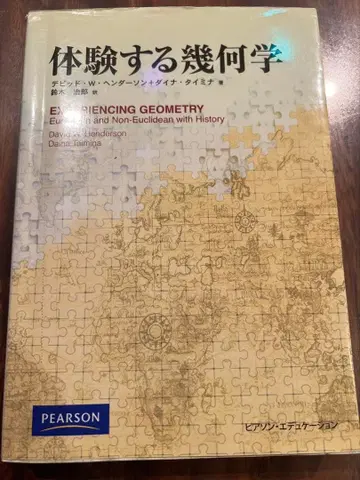 体験する幾何学
デビッド・W・ヘンダーソン+ダイナ・タイミナ 著
鈴木治郎 訳
EXPERIENCING GEOMETRY
Euclidean and Non-Euclidean with History
David W. Henderson
Daina Taimina
PEARSON
ピアソン・エデュケーション